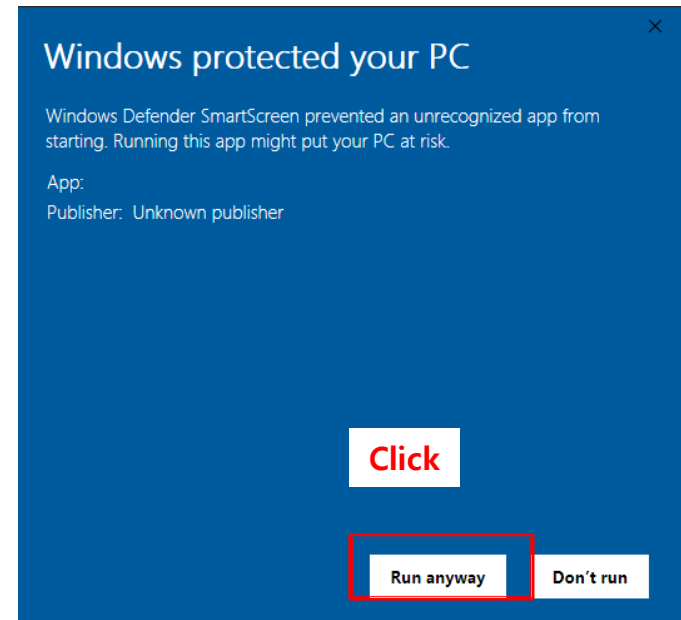 Windows protected your PC
Windows Defender SmartScreen prevented an unrecognized app from
starting. Running this app might put your PC at risk.
App:
Publisher: Unknown publisher
Click
Run anyway
Don't run